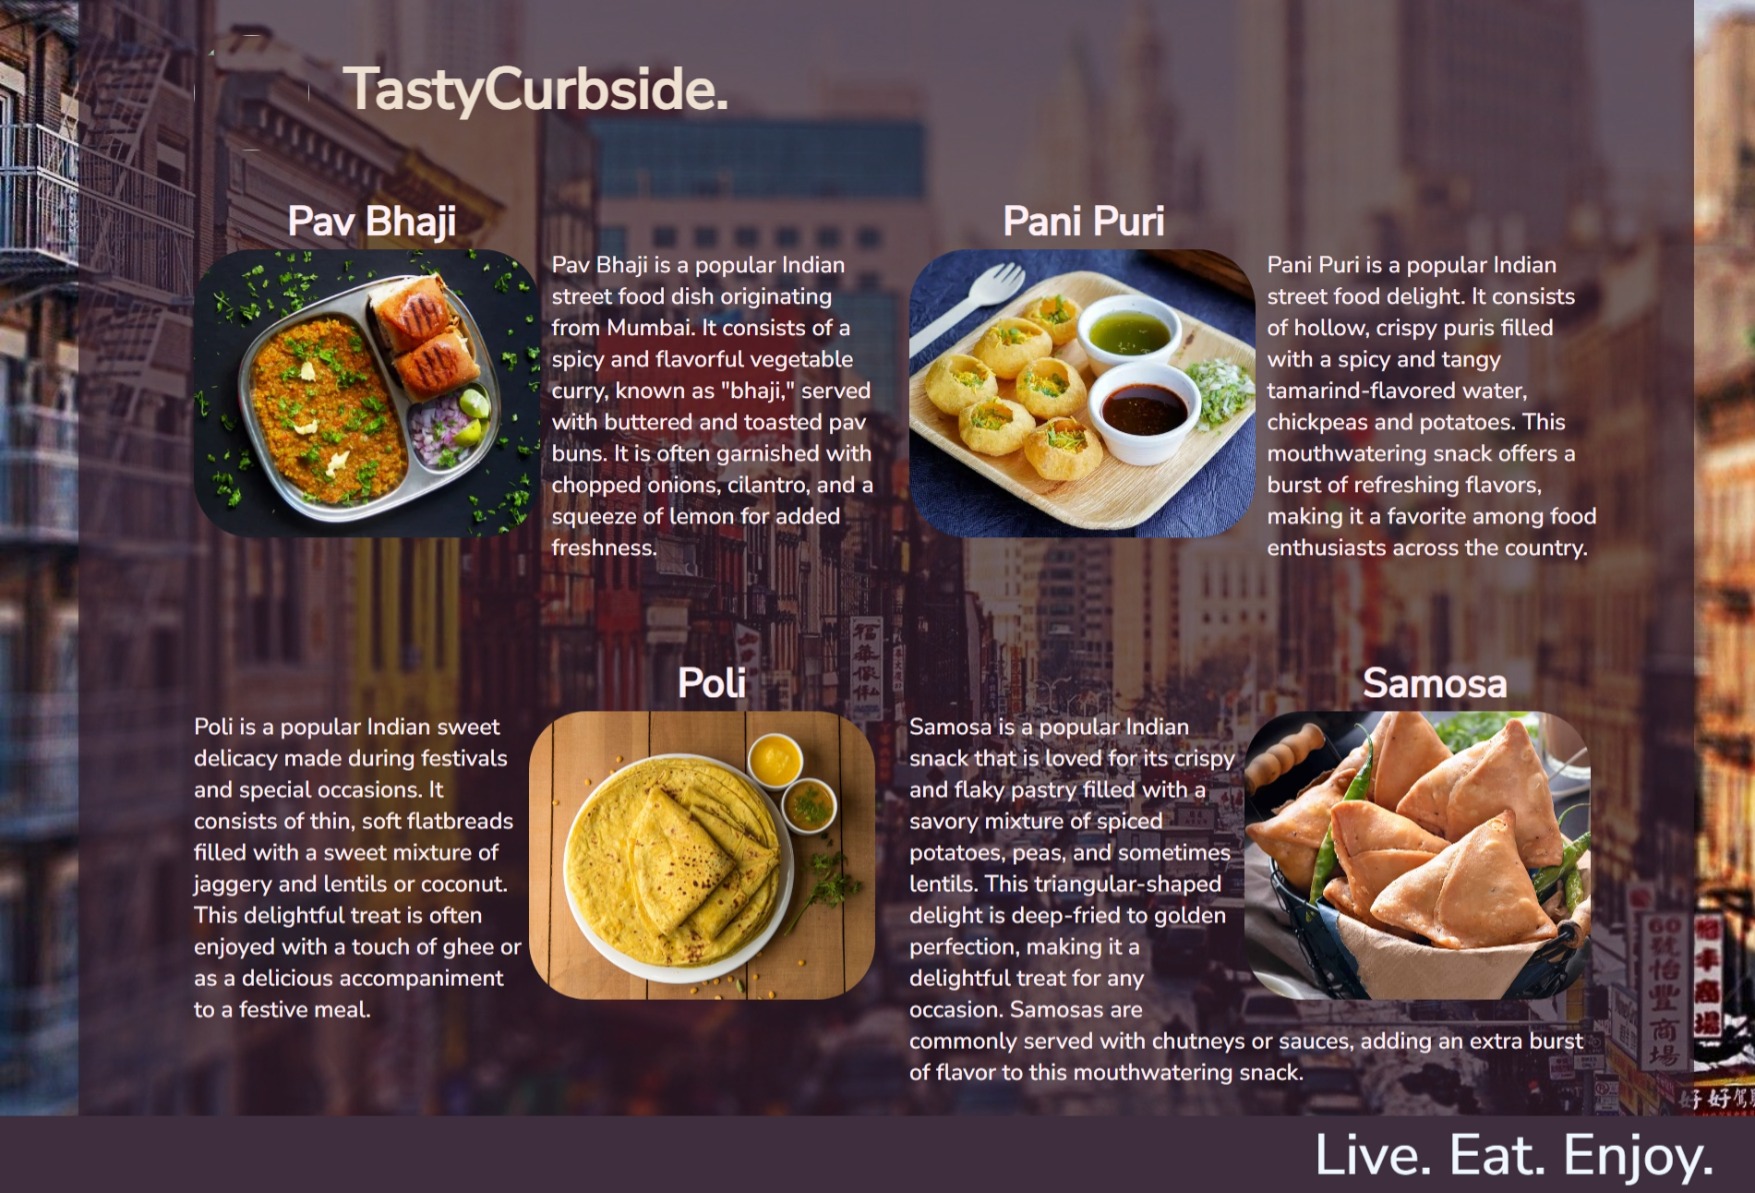 TastyCurbside.
Pav Bhaji
Pav Bhaji is a popular Indian
street food dish originating
from Mumbai. It consists of a
spicy and flavorful vegetable
curry, known as "bhaji," served
with buttered and toasted pav
buns. It is often garnished with
chopped onions, cilantro, and a
squeeze of lemon for added
freshness.
Pani Puri
Pani Puri is a popular Indian
street food delight. It consists
of hollow, crispy puris filled
with a spicy and tangy
tamarind-flavored water,
chickpeas and potatoes. This
mouthwatering snack offers a
burst of refreshing flavors,
making it a favorite among food
enthusiasts across the country.
Poli
Poli is a popular Indian sweet
delicacy made during festivals
and special occasions. It
consists of thin, soft flatbreads
filled with a sweet mixture of
jaggery and lentils or coconut.
This delightful treat is often
enjoyed with a touch of ghee or
as a delicious accompaniment
to a festive meal.
Samosa
Samosa is a popular Indian
snack that is loved for its crispy
and flaky pastry filled with a
savory mixture of spiced
potatoes, peas, and sometimes
lentils. This triangular-shaped
delight is deep-fried to golden
perfection, making it a
delightful treat for any
occasion. Samosas are
commonly served with chutneys or sauces, adding an extra burst
of flavor to this mouthwatering snack.
60
號
怡
豐
商
場
好好駕
Live. Eat. Enjoy.